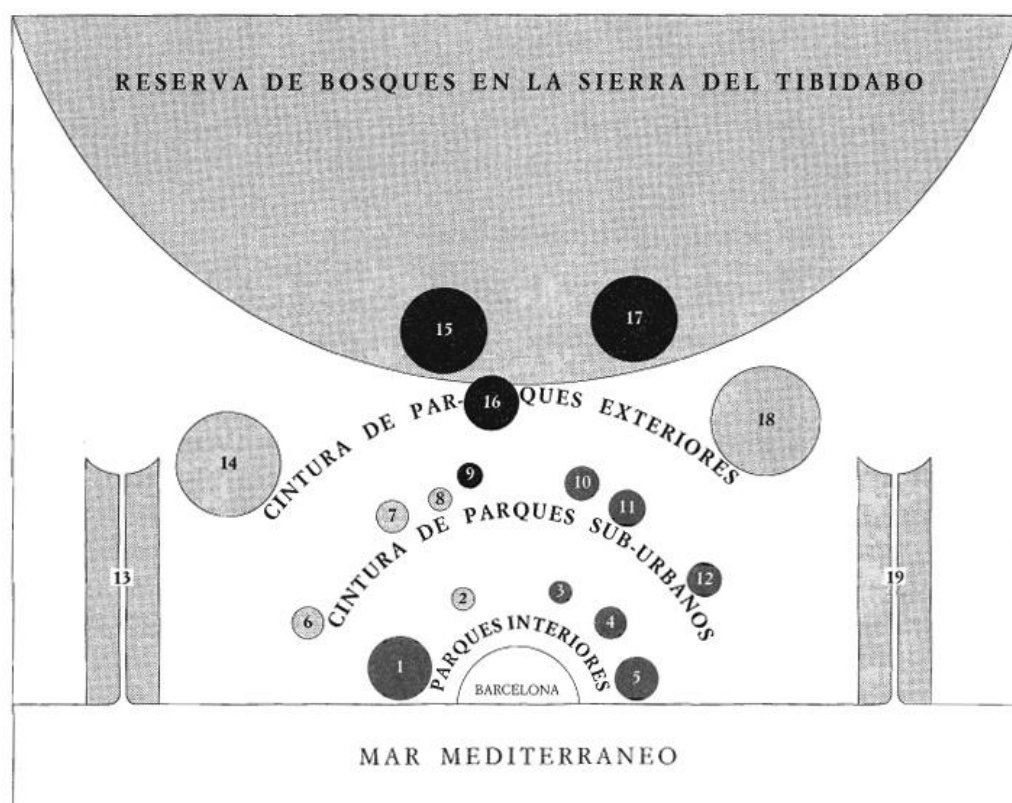 RESERVA DE BOSQUES EN LA SIERRA DEL TIBIDABO
15
17
CINTURA DE PAR-
16
QUES EXTERIORES
14
18
9
8
7
10
11
CINTURA DE PARQUES SUB-URBANOS
13
19
12
6
2
3
4
PARQUES INTERIORES
1
5
BARCELONA
MAR MEDITERRANEO